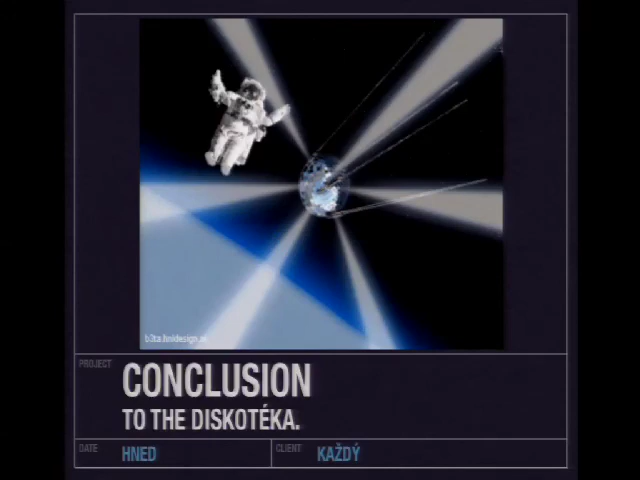 PROJECT
CONCLUSION
TO THE DISKOTÉKA.
DATE
HNED
CLIENT
KAŽDÝ